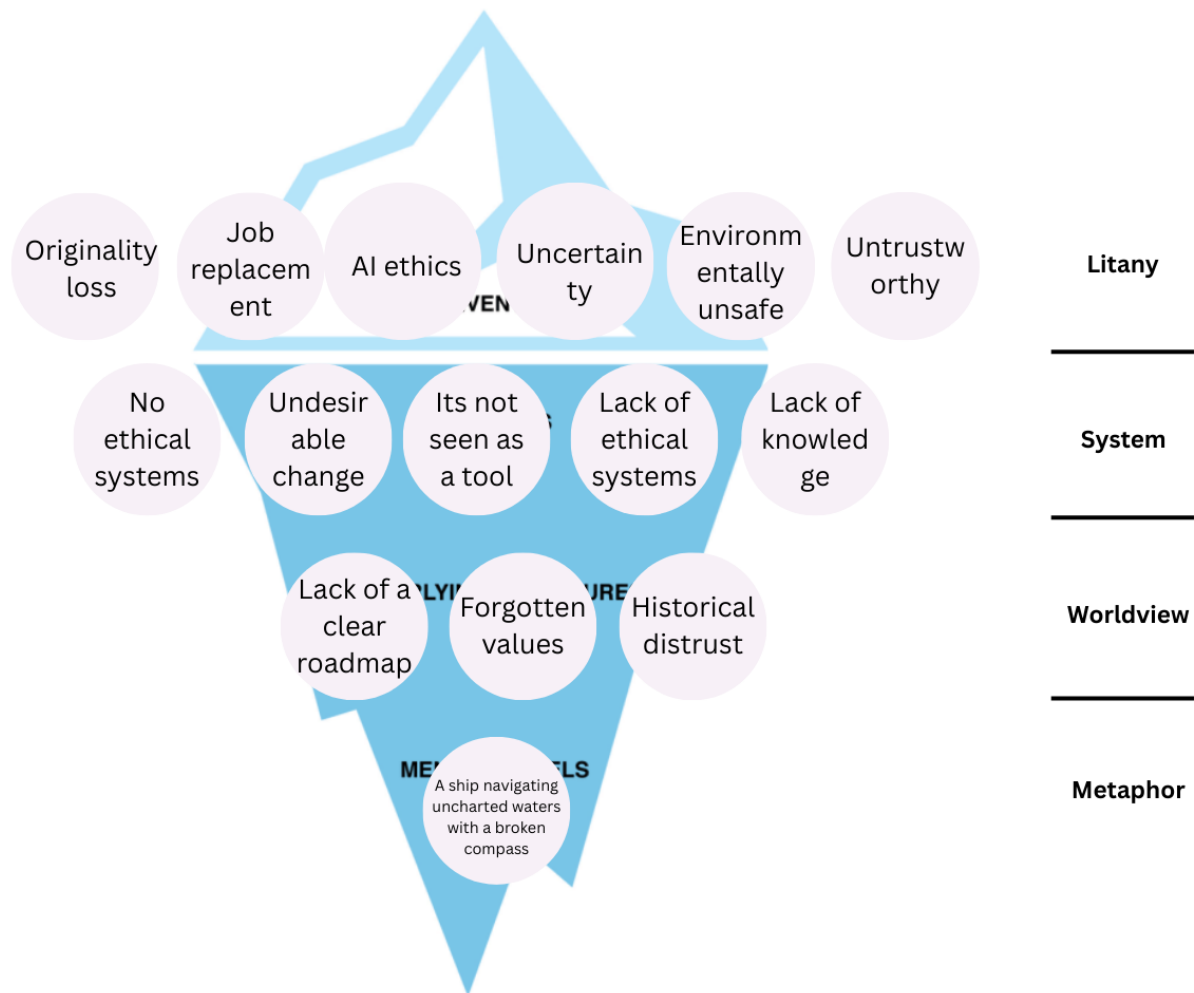 Originality
loss
Job
replacem
ent
AI ethics
Uncertain
ty
Environm
entally
unsafe
Untrustw
orthy
Litany
No
ethical
systems
Undesir
able
change
Its not
seen as
a tool
Lack of
ethical
systems
Lack of
knowled
ge
System
Lack of a
clear
roadmap
Forgotten
values
Historical
distrust
Worldview
A ship navigating
uncharted waters
with a broken
compass
Metaphor